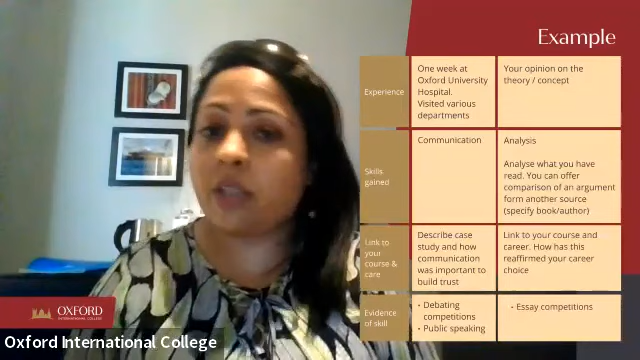 Example
Experience
One week at
Oxford University
Hospital.
Visited various
departments
Your opinion on the
theory / concept
Skills
gained
Communication
Analysis
Analyse what you have
read. You can offer
comparison of an argument
form another source
(specify book/author)
Link to
your
course &
care
Describe case
study and how
communication
was important to
build trust
Link to your course and
career. How has this
reaffirmed your career
choice
Evidence
of skill
- Debating
competitions
- Public speaking
- Essay competitions
OXFORD
INTERNATIONAL COLLEGE
Oxford International College